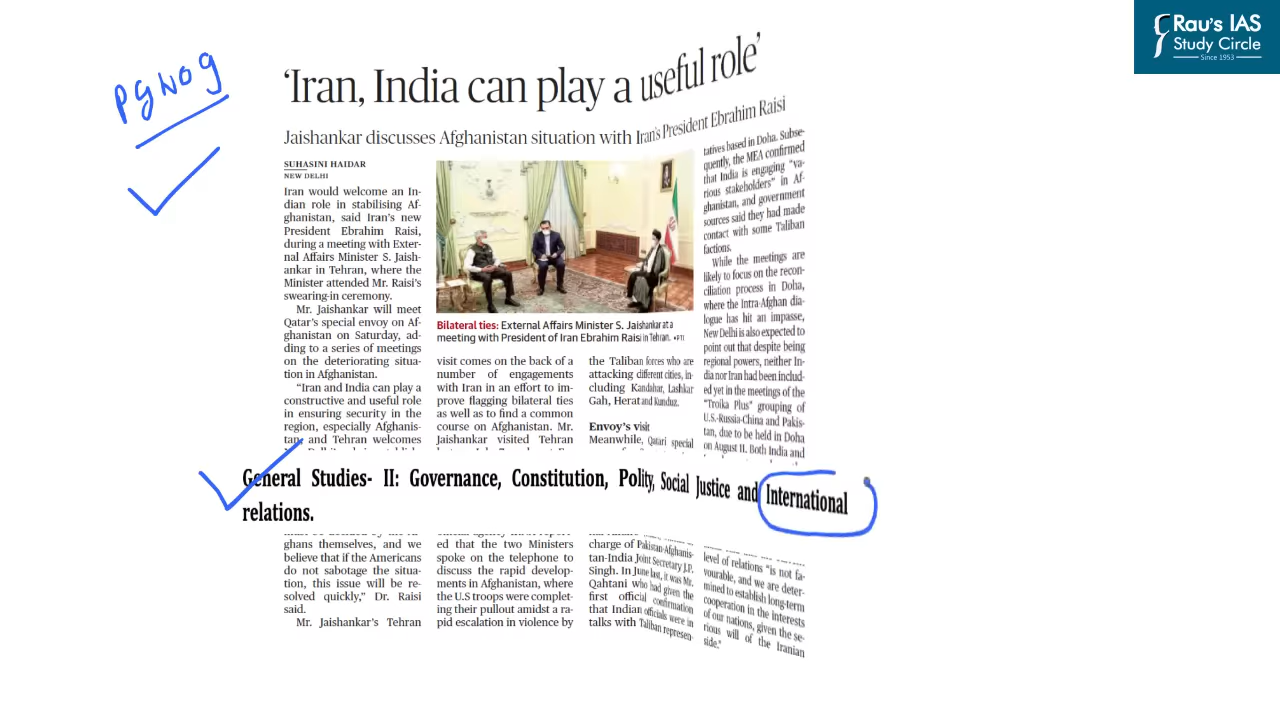 Rau's IAS
Study Circle
Since 1953
PgNo9
‘Iran, India can play a useful role’
Jaishankar discusses Afghanistan situation with Iran's President Ebrahim Raisi
SUHASINI HAIDAR
NEW DELHI
Iran would welcome an In-
dian role in stabilising Af-
ghanistan, said Iran's new
President Ebrahim Raisi,
during a meeting with Exter-
nal Affairs Minister S. Jaish-
ankar in Tehran, where the
Minister attended Mr. Raisi's
swearing-in ceremony.
Mr. Jaishankar will meet
Qatar's special envoy on Af-
ghanistan on Saturday, ad-
ding to a series of meetings
on the deteriorating situa-
tion in Afghanistan.
“Iran and India can play a
constructive and useful role
in ensuring security in the
region, especially Afghanis-
tan, and Tehran welcomes
Bilateral ties: External Affairs Minister S. Jaishankar at a
meeting with President of Iran Ebrahim Raisi in Tehran. •PTI
visit comes on the back of a
number of engagements
with Iran in an effort to im-
prove flagging bilateral ties
as well as to find a common
course on Afghanistan. Mr.
Jaishankar visited Tehran
the Taliban forces who are
attacking different cities, in-
cluding Kandahar, Lashkar
Gah, Herat and Kunduz.
Envoy's visit
Meanwhile, Qatari special
tatives based in Doha. Subse-
quently, the MEA confirmed
that India is engaging “va-
rious stakeholders” in Af-
ghanistan, and government
sources said they had made
contact with some Taliban
factions.
While the meetings are
likely to focus on the recon-
ciliation process in Doha,
where the Intra-Afghan dia-
logue has hit an impasse,
New Delhi is also expected to
point out that despite being
regional powers, neither In-
dia nor Iran had been includ-
ed yet in the meetings of the
“Troika Plus” grouping of
U.S.-Russia-China and Pakis-
tan, due to be held in Doha
on August 11. Both India and
General Studies- II: Governance, Constitution, Polity, Social Justice and International
relations.
ghans themselves, and we
believe that if the Americans
do not sabotage the situa-
tion, this issue will be re-
solved quickly,” Dr. Raisi
said.
Mr. Jaishankar's Tehran
ed that the two Ministers
spoke on the telephone to
discuss the rapid develop-
ments in Afghanistan, where
the U.S troops were complet-
ing their pullout amidst a ra-
pid escalation in violence by
charge of Pakistan-Afghanis-
tan-India Joint Secretary J.P.
Singh. In June last, it was Mr.
Qahtani who had given the
first official confirmation
that Indian officials were in
talks with Taliban represen-
level of relations “is not fa-
vourable, and we are deter-
mined to establish long-term
cooperation in the interests
of our nations, given the se-
rious will of the Iranian
side.”